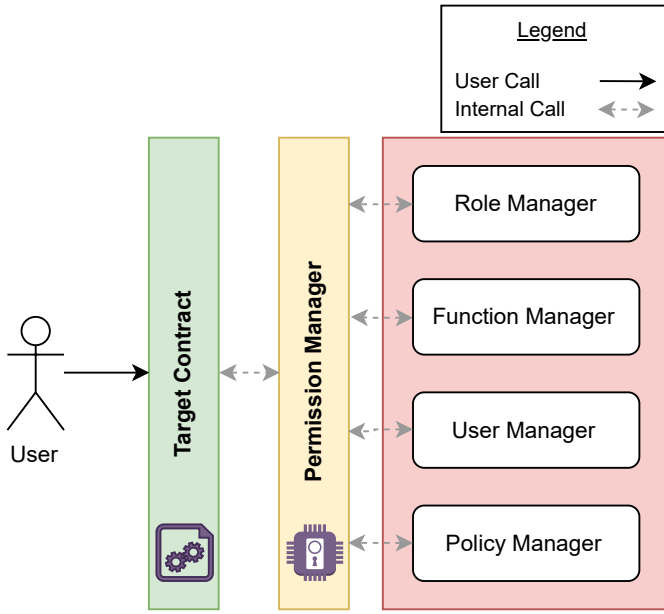 Legend
User Call
Internal Call
Role Manager
Function Manager
User Manager
Policy Manager
Permission Manager
Target Contract
User